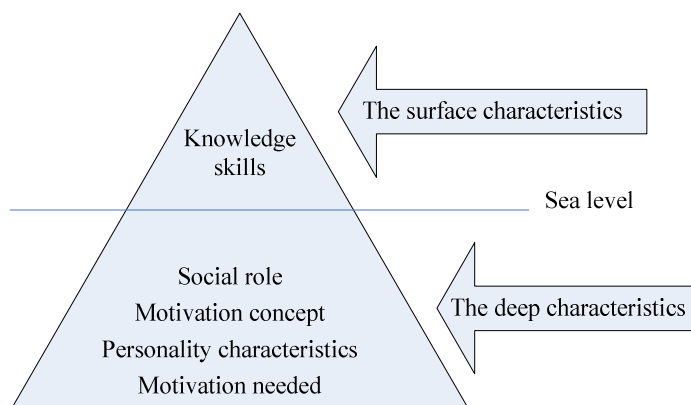 Knowledge
skills
The surface characteristics
Sea level
Social role
Motivation concept
Personality characteristics
Motivation needed
The deep characteristics